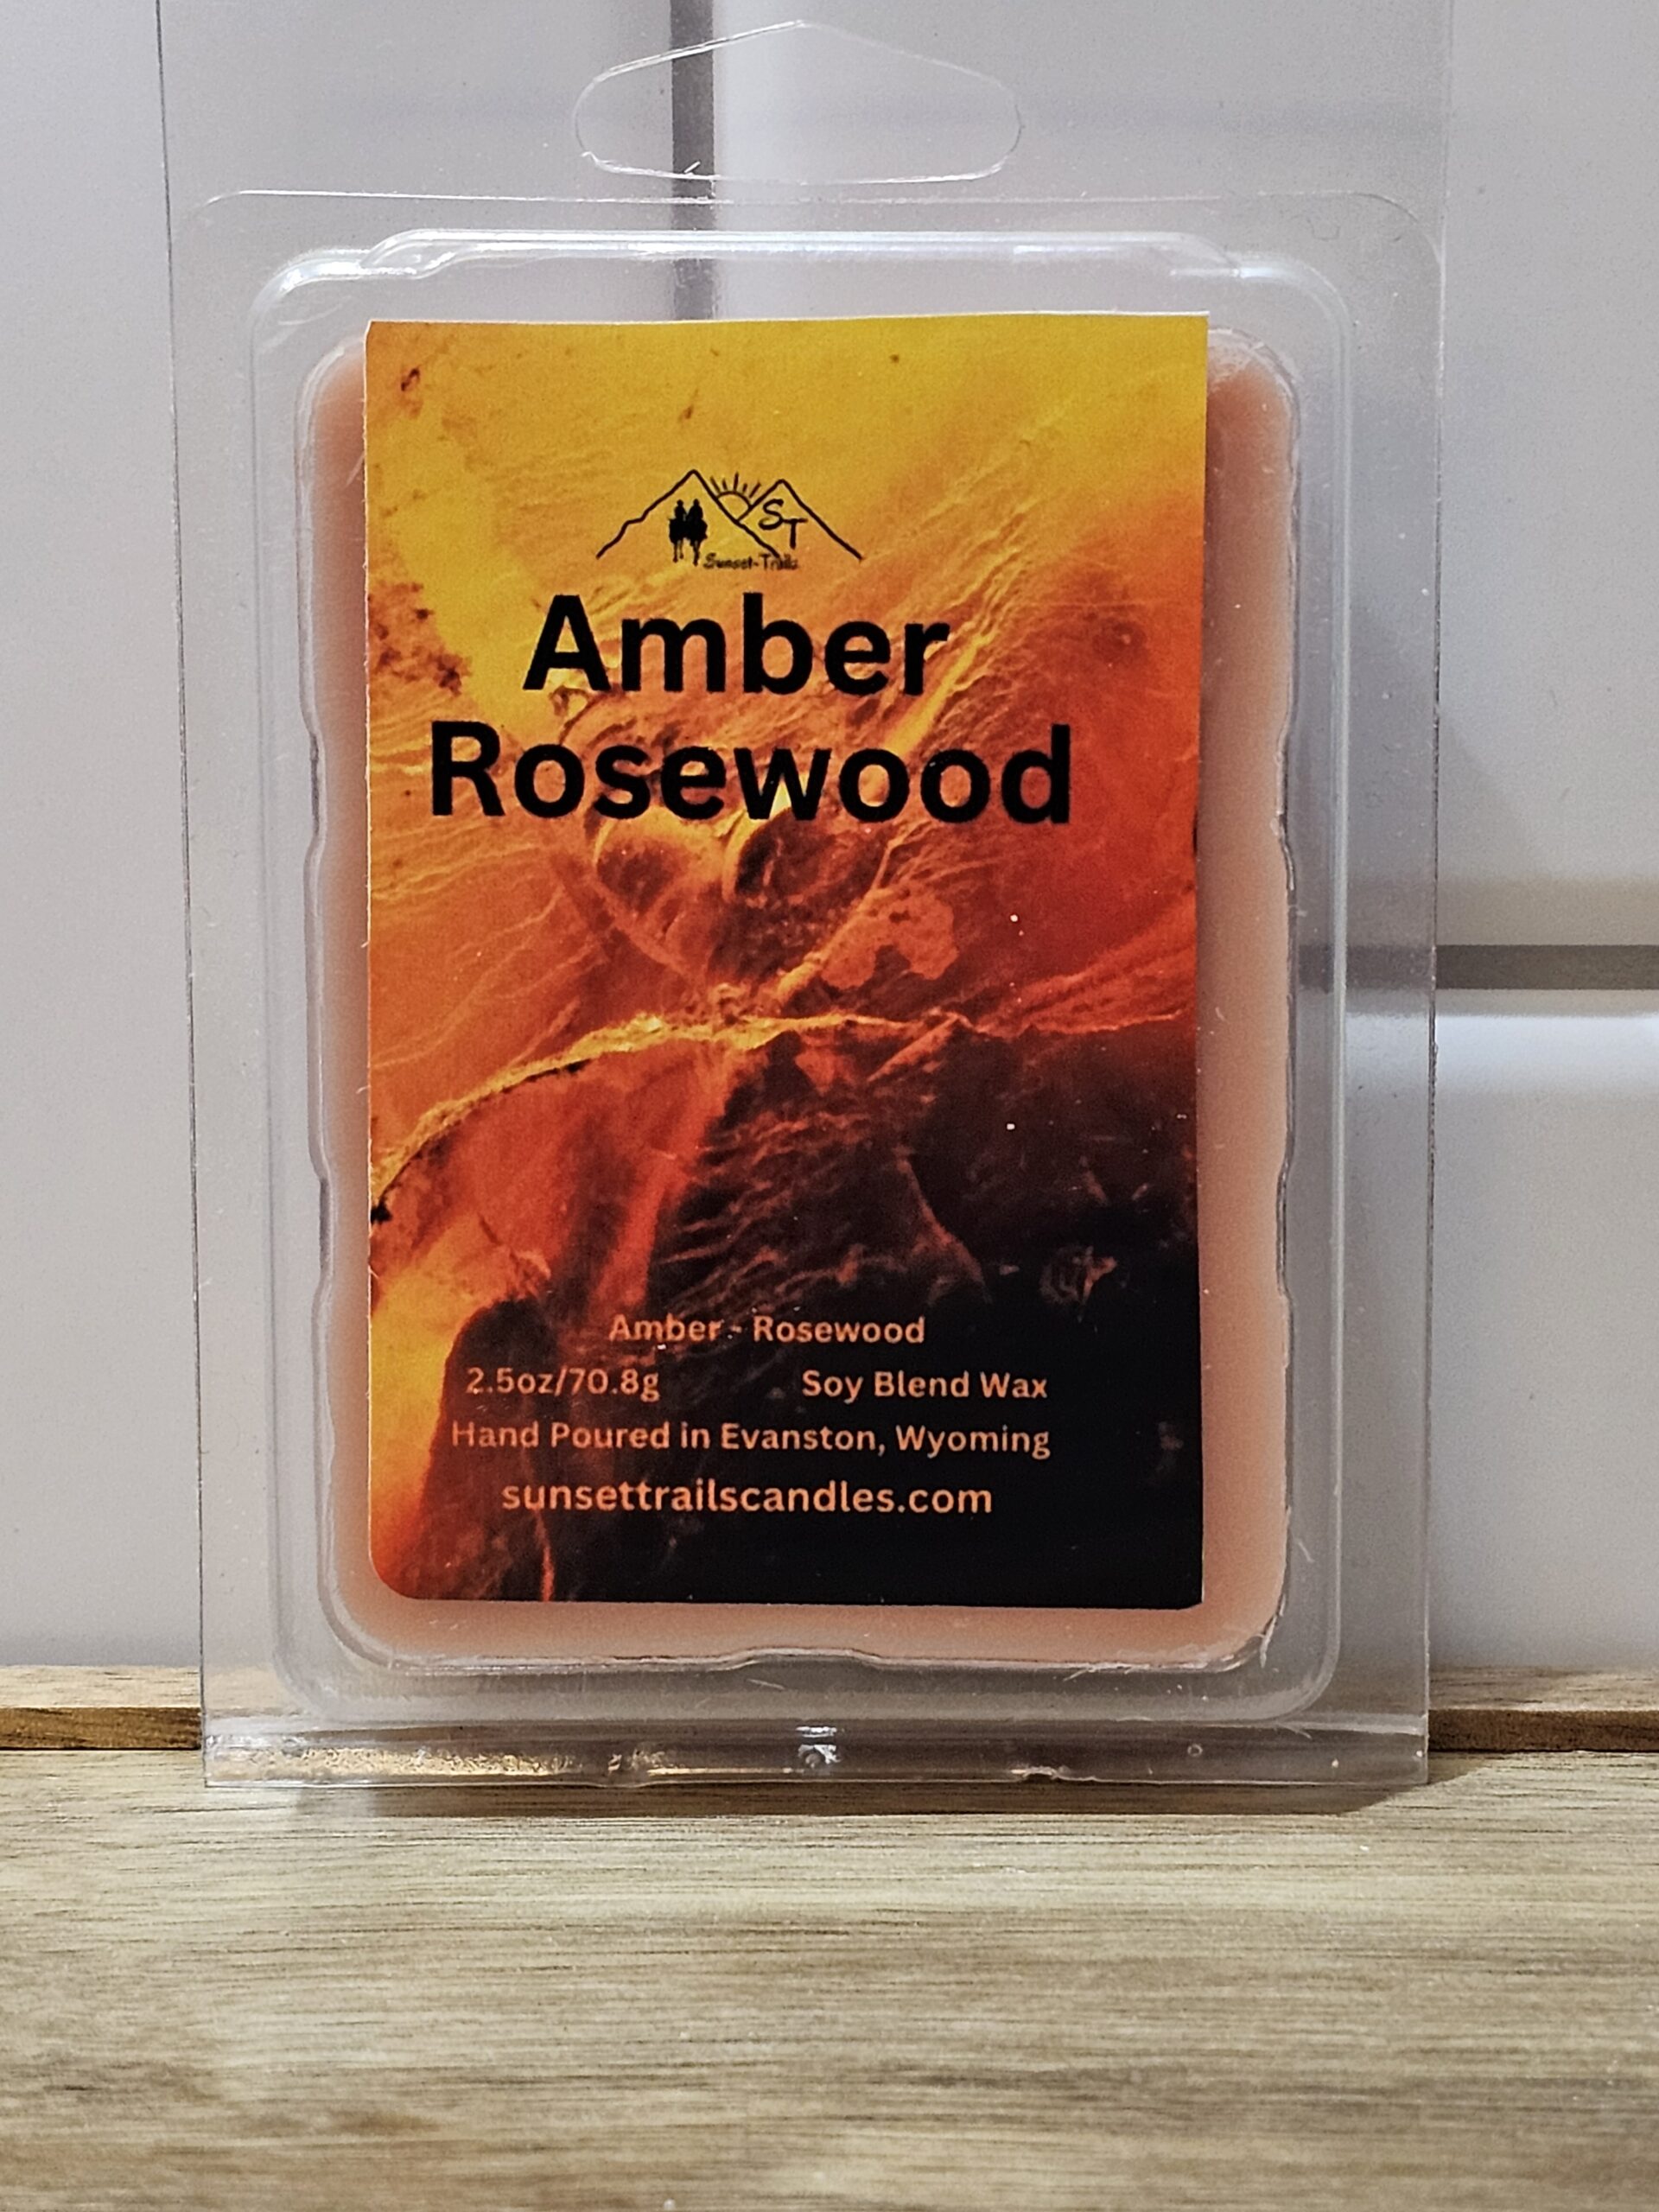 ST
Sunset-Trails
Amber
Rosewood
Amber - Rosewood
2.5oz/70.8g Soy Blend Wax
Hand Poured in Evanston, Wyoming
sunsettrailscandles.com